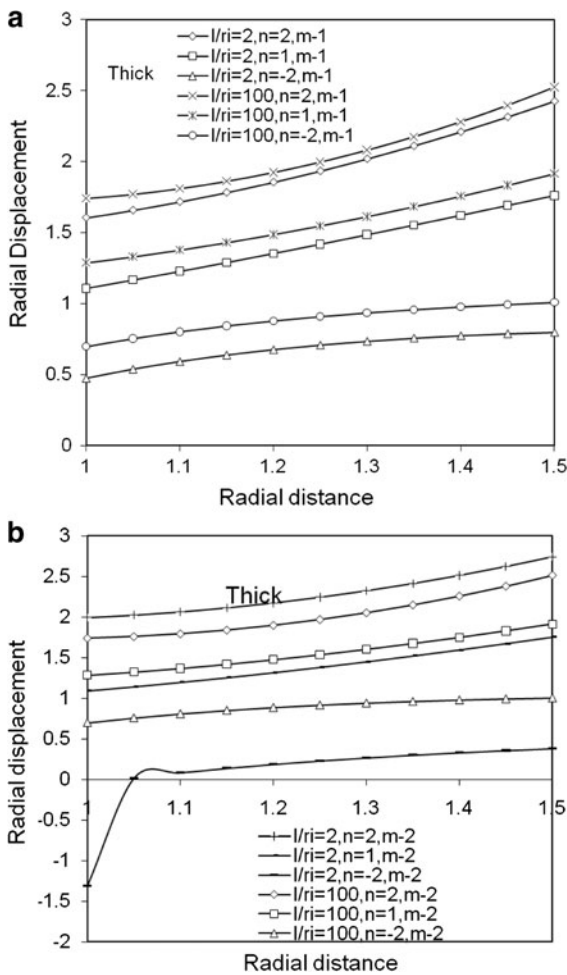 a
l/ri=2,n=2,m-1
l/ri=2,n=1,m-1
l/ri=2,n=-2,m-1
l/ri=100,n=2,m-1
l/ri=100,n=1,m-1
l/ri=100,n=-2,m-1
Thick
3
2.5
2
1.5
1
0.5
0
Radial Displacement
1 1.1 1.2 1.3 1.4 1.5
Radial distance
b
Thick
3
2.5
2
1.5
1
0.5
0
-0.5
-1
-1.5
-2
Radial displacement
1 1.1 1.2 1.3 1.4 1.5
l/ri=2,n=2,m-2
l/ri=2,n=1,m-2
l/ri=2,n=-2,m-2
l/ri=100,n=2,m-2
l/ri=100,n=1,m-2
l/ri=100,n=-2,m-2
Radial distance